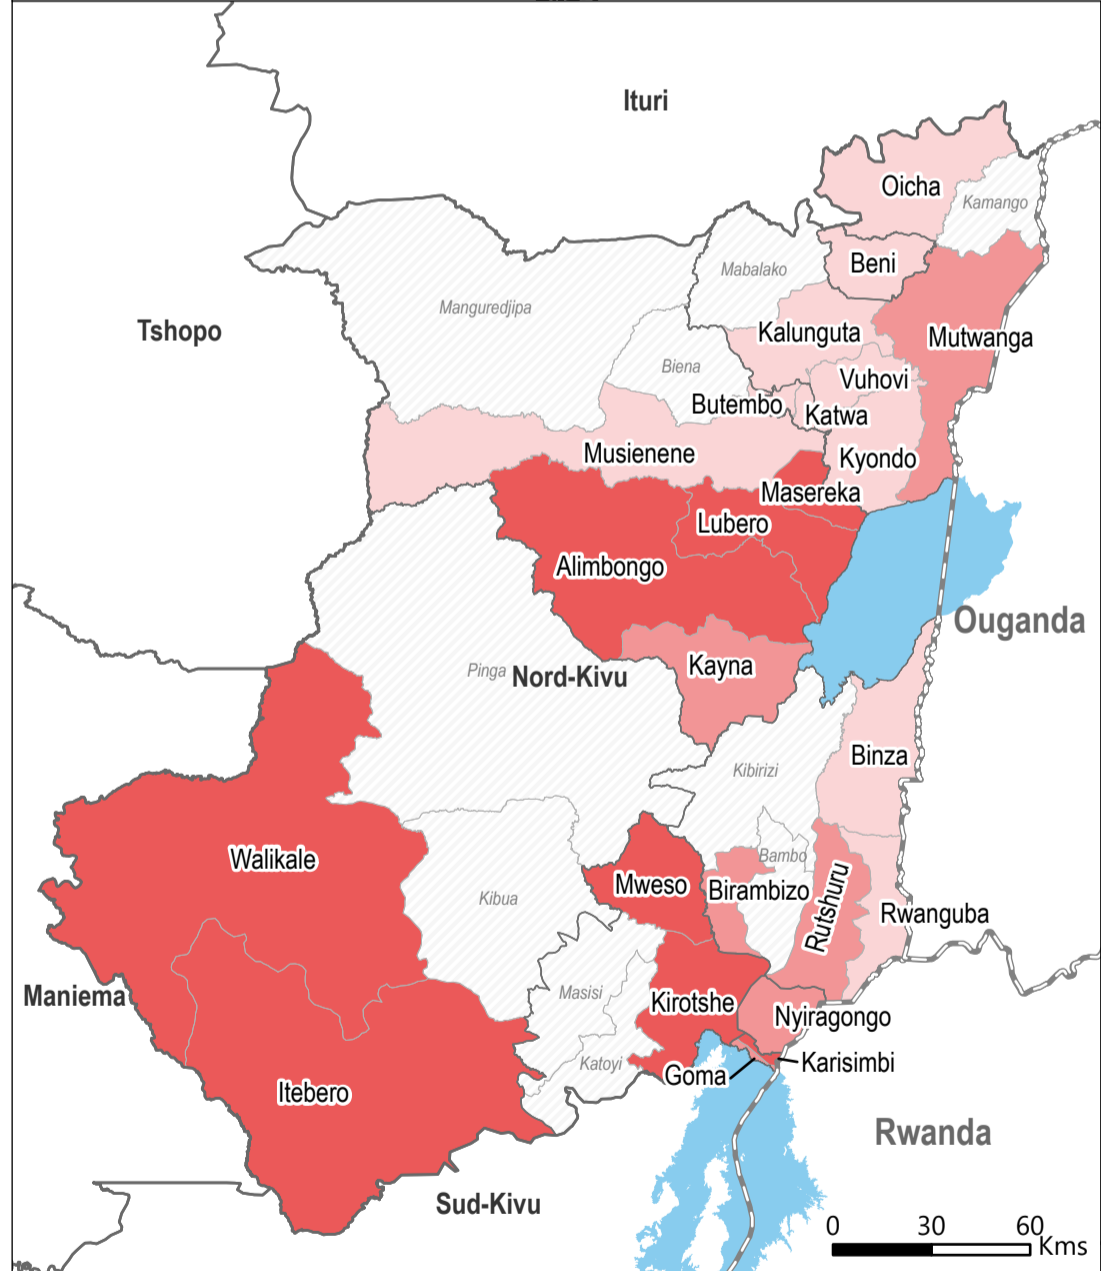 Ituri
Oicha
Kamango
Beni
Mabalako
Manguredjipa
Tshopo
Kalunguta
Mutwanga
Biena
Vuhovi
Butembo
Katwa
Musienene
Kyondo
Masereka
Lubero
Alimbongo
Ouganda
Kayna
Pinga
Nord-Kivu
Binza
Kibirizi
Walikale
Bambo
Mweso
Birambizo
Kibua
Rutshuru
Rwanguba
Masisi
Maniema
Kirotshe
Nyiragongo
Katoyi
Karisimbi
Goma
Itebero
Rwanda
Sud-Kivu
0 30 60
Kms